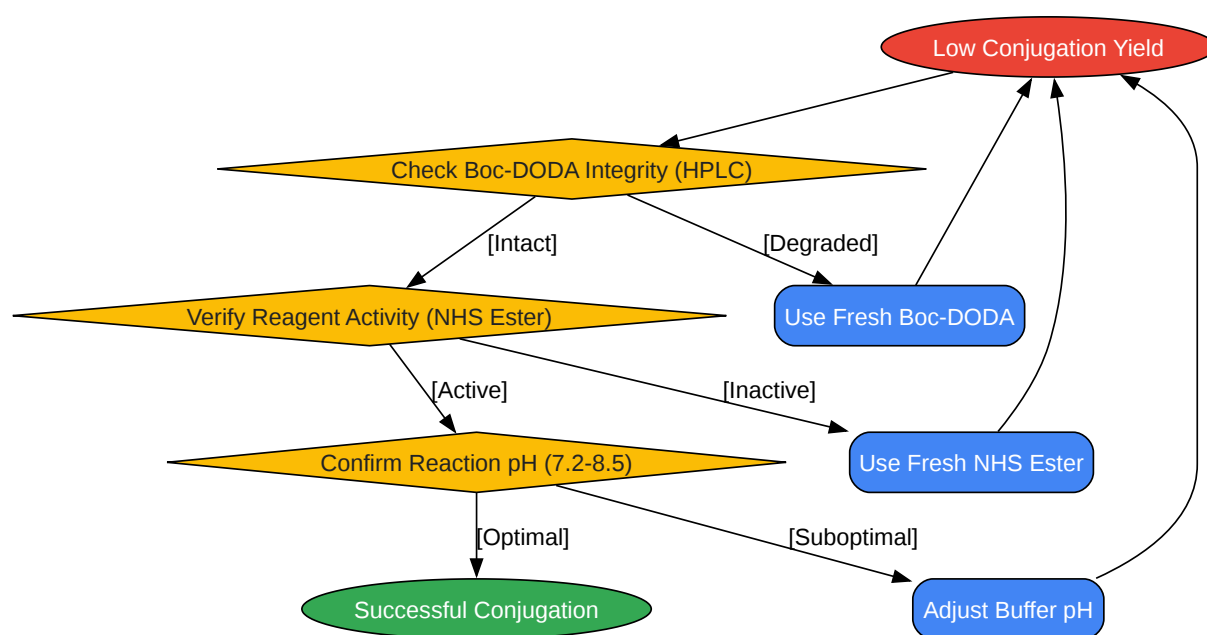 Low Conjugation Yield
Check Boc-DODA Integrity (HPLC)
[Intact]
[Degraded]
Verify Reagent Activity (NHS Ester)
Use Fresh Boc-DODA
[Active]
[Inactive]
Confirm Reaction pH (7.2-8.5)
Use Fresh NHS Ester
[Optimal]
[Suboptimal]
Successful Conjugation
Adjust Buffer pH